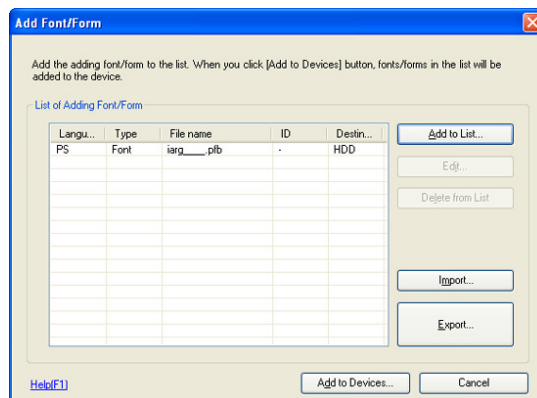 Add Font/Form
Add the adding font/form to the list. When you click [Add to Devices] button, fonts/forms in the list will be
added to the device.
List of Adding Font/Form
Langu... Type File name ID Destin...
PS Font iarg____.pfb - HDD
Add to List...
Edit...
Delete from List
Import...
Export...
Help(F1)
Add to Devices...
Cancel